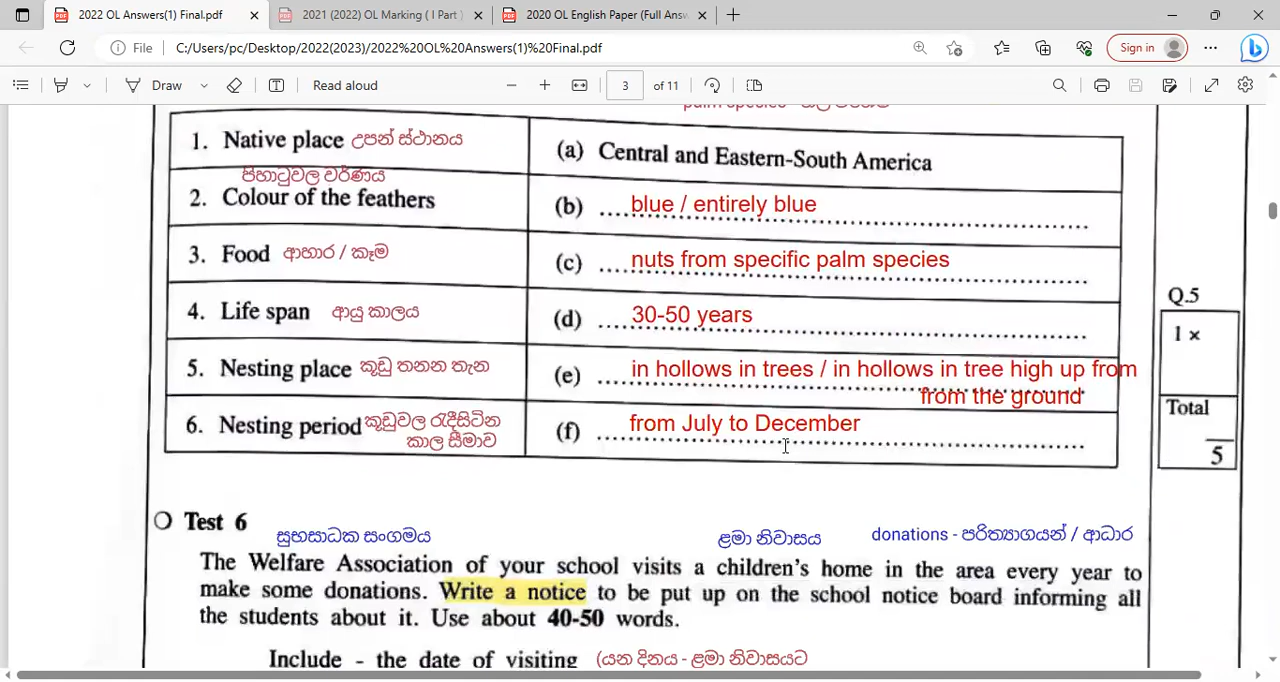 2022 OL Answers(1) Final.pdf
2021 (2022) OL Marking ( I Part )
2020 OL English Paper (Full Answ
File
C:/Users/pc/Desktop/2022(2023)/2022%20OL%20Answers(1)%20Final.pdf
Sign in
Draw
Read aloud
3 of 11
1. Native place උපන් ස්ථානය
(a) Central and Eastern-South America
පිහාටුවල වර්ණය
2. Colour of the feathers
(b) blue / entirely blue
3. Food ආහාර / කෑම
(c) nuts from specific palm species
4. Life span ආයු කාලය
(d) 30-50 years
5. Nesting place කූඩු තනන තැන
(e) in hollows in trees / in hollows in tree high up from
from the ground
6. Nesting period කූඩුවල රැදීසිටින
කාල සීමාව
(f) from July to December
Q.5
1 ×
Total
5
Test 6
සුභසාධක සංගමය
ළමා නිවාසය
donations - පරිත්‍යාගයන් / ආධාර
The Welfare Association of your school visits a children's home in the area every year to
make some donations. Write a notice to be put up on the school notice board informing all
the students about it. Use about 40-50 words.
Include - the date of visiting (යන දිනය - ළමා නිවාසයට